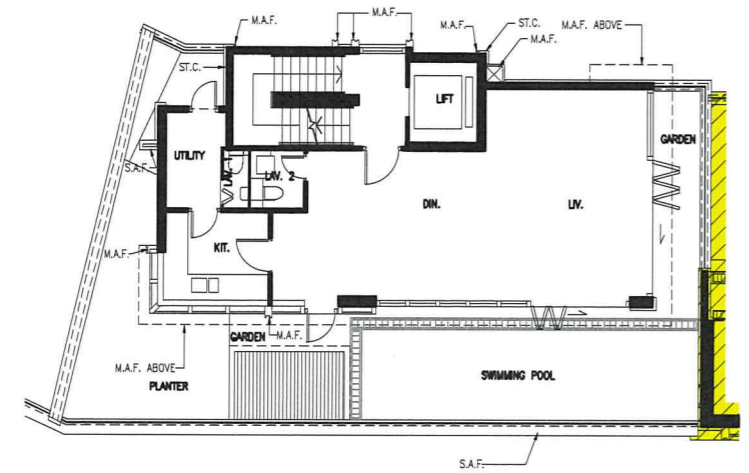 M.A.F.
M.A.F.
M.A.F.
ST.C.
M.A.F. ABOVE
M.A.F.
ST.C.
LIFT
GARDEN
UTILITY
LAV. 1
LAV. 2
S.A.F.
DIN.
LIV.
KIT.
M.A.F.
GARDEN
M.A.F.
M.A.F. ABOVE
PLANTER
SWIMMING POOL
S.A.F.